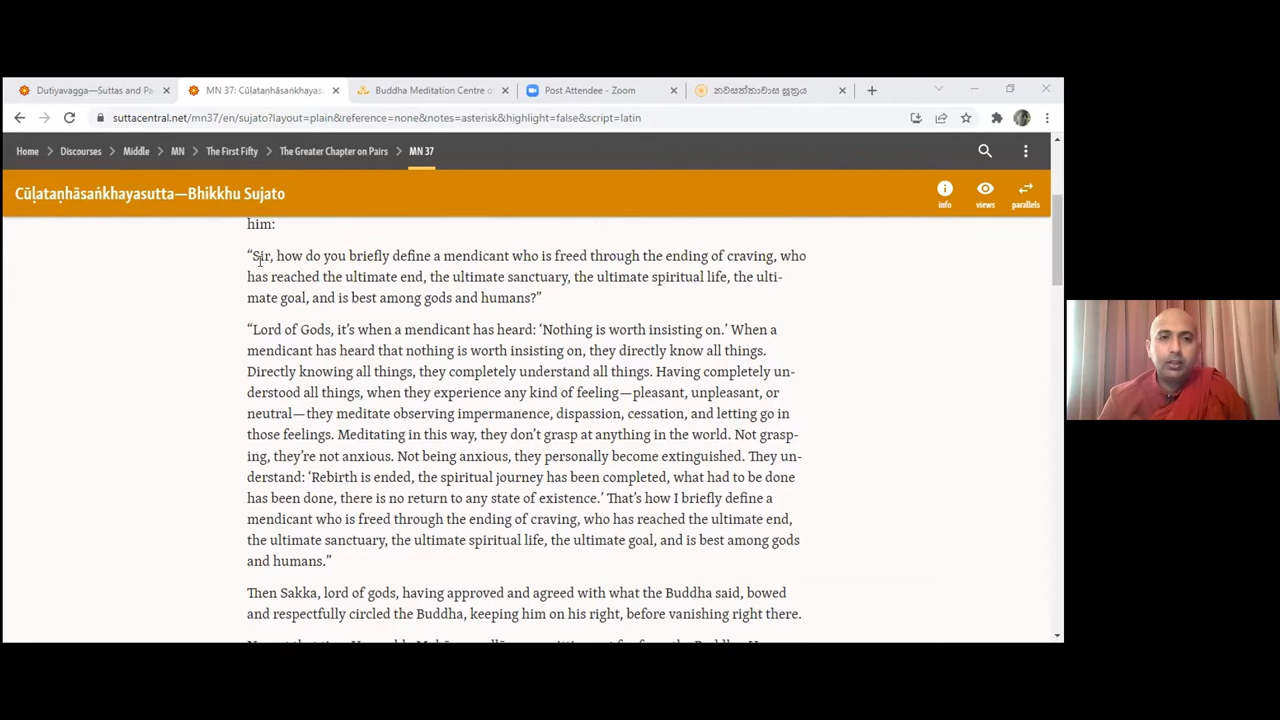 Dutiyavagga—Suttas and Pa
MN 37: Cūḷataṇhāsaṅkhayas
Buddha Meditation Centre o
Post Attendee - Zoom
නවසත්තාවාස සූත්‍රය
suttacentral.net/mn37/en/sujato?layout=plain&reference=none&notes=asterisk&highlight=false&script=latin
Home Discourses Middle MN The First Fifty The Greater Chapter on Pairs MN 37
Cūḷataṇhāsaṅkhayasutta—Bhikkhu Sujato
info views parallels
him:
“Sir, how do you briefly define a mendicant who is freed through the ending of craving, who
has reached the ultimate end, the ultimate sanctuary, the ultimate spiritual life, the ulti-
mate goal, and is best among gods and humans?”
“Lord of Gods, it’s when a mendicant has heard: ‘Nothing is worth insisting on.’ When a
mendicant has heard that nothing is worth insisting on, they directly know all things.
Directly knowing all things, they completely understand all things. Having completely un-
derstood all things, when they experience any kind of feeling—pleasant, unpleasant, or
neutral—they meditate observing impermanence, dispassion, cessation, and letting go in
those feelings. Meditating in this way, they don’t grasp at anything in the world. Not grasp-
ing, they’re not anxious. Not being anxious, they personally become extinguished. They un-
derstand: ‘Rebirth is ended, the spiritual journey has been completed, what had to be done
has been done, there is no return to any state of existence.’ That’s how I briefly define a
mendicant who is freed through the ending of craving, who has reached the ultimate end,
the ultimate sanctuary, the ultimate spiritual life, the ultimate goal, and is best among gods
and humans.”
Then Sakka, lord of gods, having approved and agreed with what the Buddha said, bowed
and respectfully circled the Buddha, keeping him on his right, before vanishing right there.